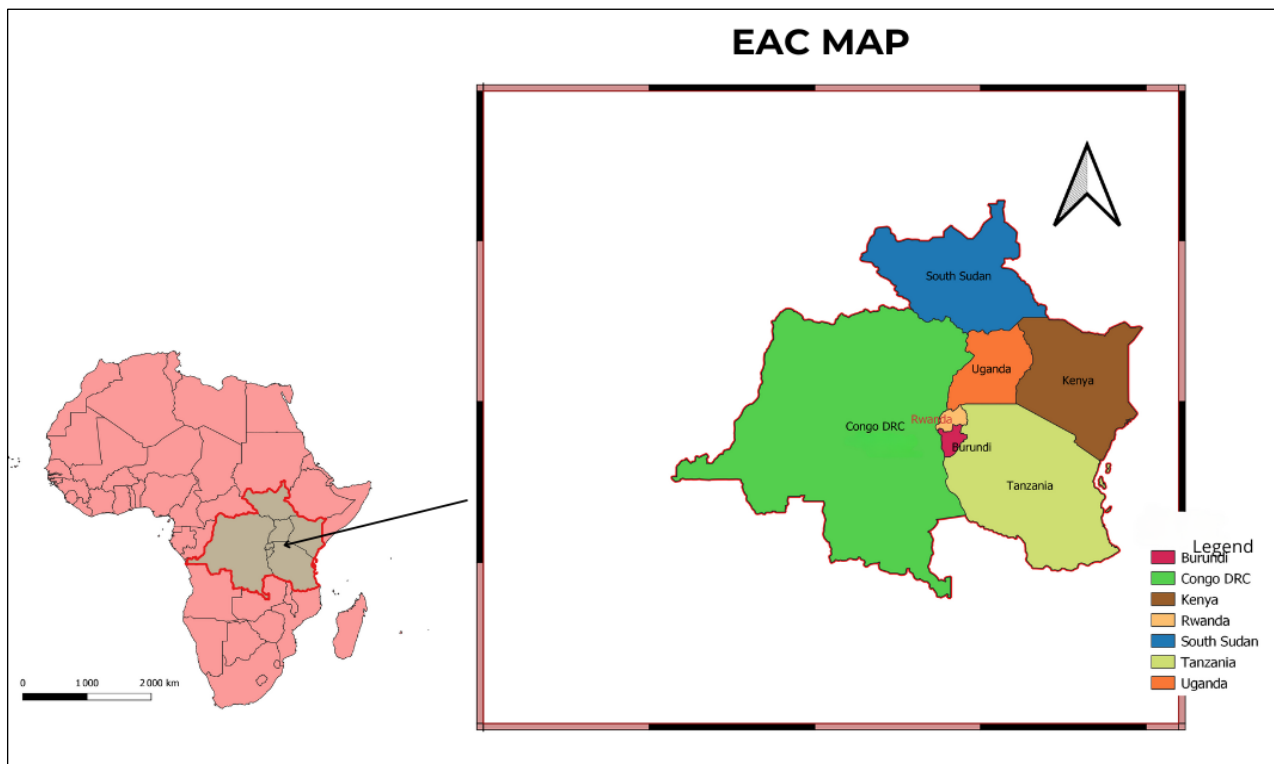 EAC MAP
South Sudan
Uganda
Kenya
Rwanda
Congo DRC
Burundi
Tanzania
Legend
Burundi
Congo DRC
Kenya
Rwanda
South Sudan
Tanzania
Uganda
0 1 000 2 000 km